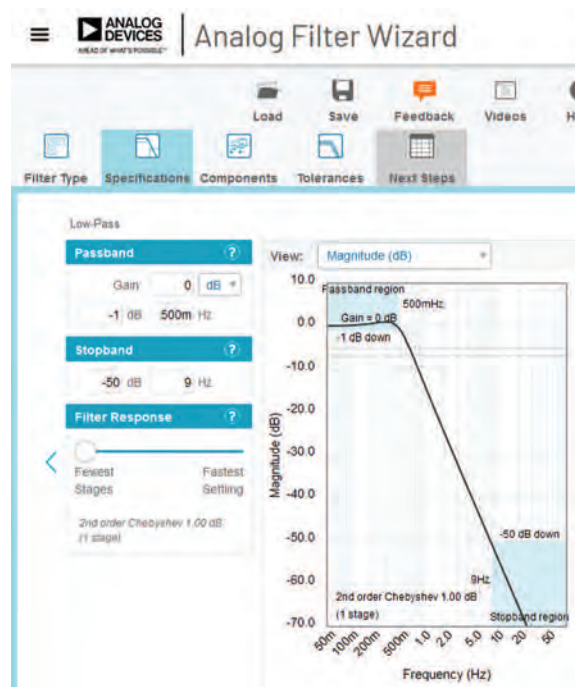 ANALOG
DEVICES
AHEAD OF WHAT'S POSSIBLE™
Analog Filter Wizard
Load Save Feedback Videos H
Filter Type Specifications Components Tolerances Next Steps
Low-Pass
Passband ?
Gain 0 dB
-1 dB 500m Hz
Stopband ?
-50 dB 9 Hz
Filter Response ?
Fewest Fastest
Stages Settling
2nd order Chebyshev 1.00 dB
(1 stage)
View: Magnitude (dB)
Magnitude (dB)
10.0
0.0
-10.0
-20.0
-30.0
-40.0
-50.0
-60.0
-70.0
Passband region
500mHz
Gain = 0 dB
-1 dB down
-50 dB down
9Hz
2nd order Chebyshev 1.00 dB
(1 stage)
Stopband region
50m 100m 200m 500m 1.0 2.0 5.0 10 20 50
Frequency (Hz)